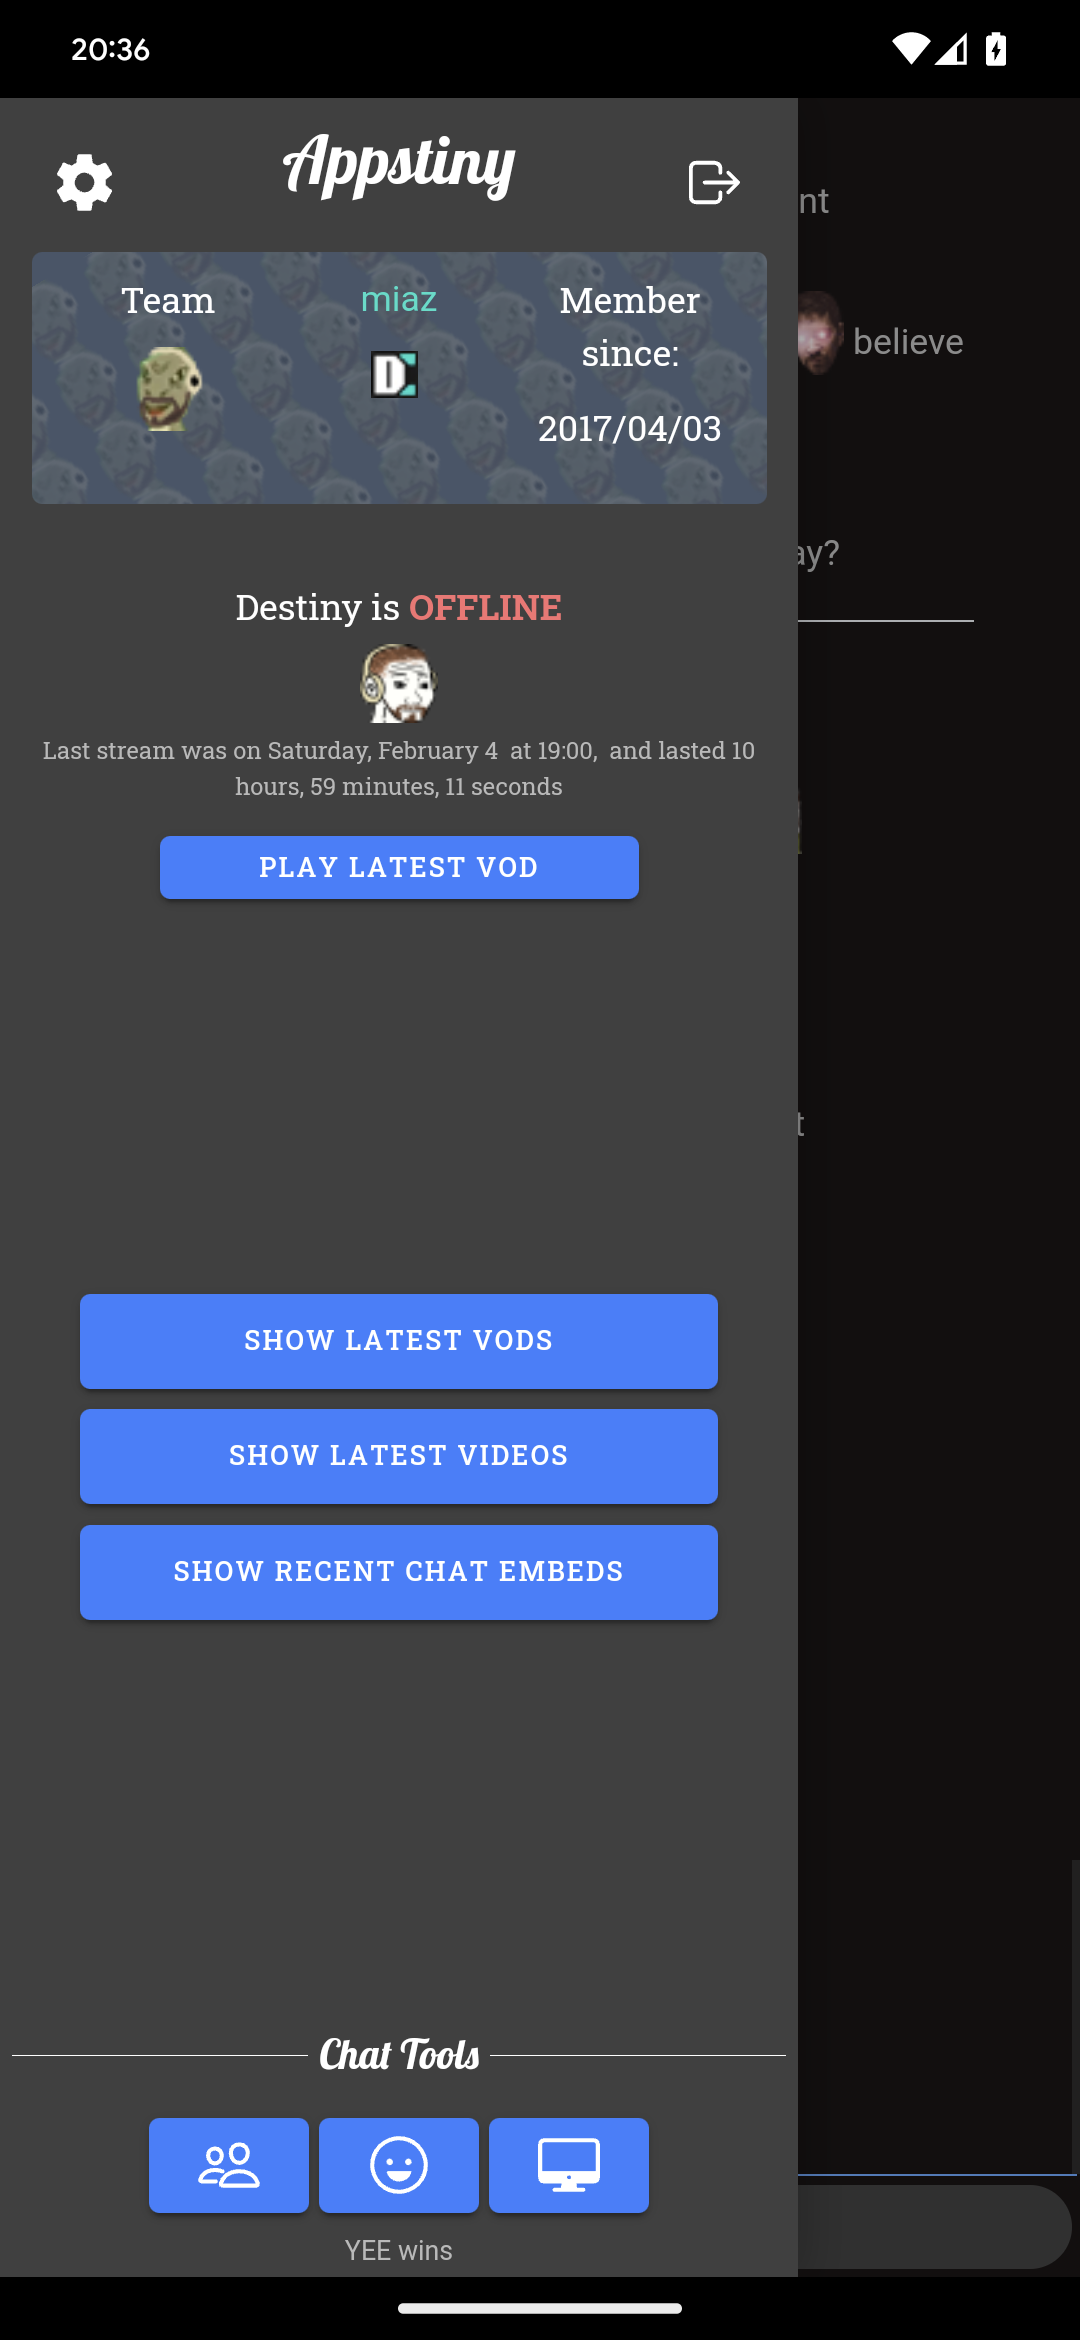 20:36
Appstiny
Team
miaz
Member
since:
2017/04/03
nt
believe
Destiny is OFFLINE
ay?
Last stream was on Saturday, February 4 at 19:00, and lasted 10
hours, 59 minutes, 11 seconds
PLAY LATEST VOD
t
SHOW LATEST VODS
SHOW LATEST VIDEOS
SHOW RECENT CHAT EMBEDS
Chat Tools
YEE wins